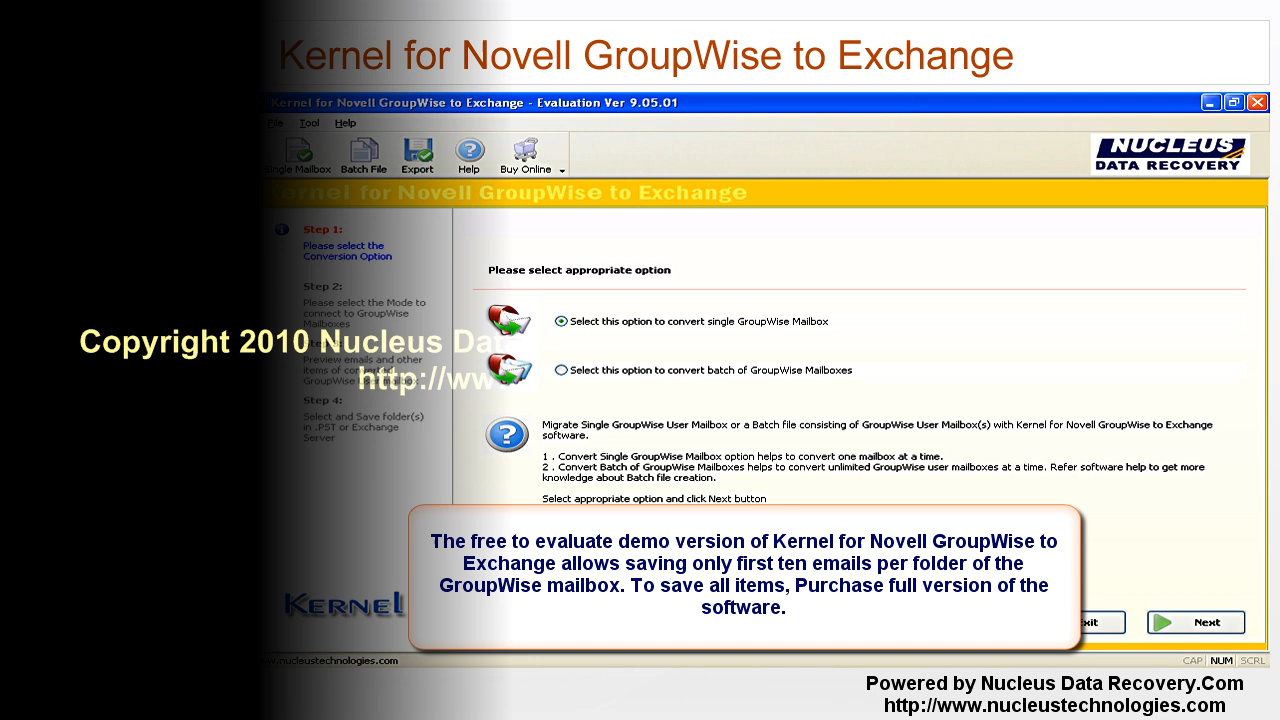 Kernel for Novell GroupWise to Exchange
Kernel for Novell GroupWise to Exchange - Evaluation Ver 9.05.01
File Tool Help
Single Mailbox Batch File Export Help Buy Online
NUCLEUS
DATA RECOVERY
Kernel for Novell GroupWise to Exchange
Step 1:
Please select the
Conversion Option
Step 2:
Please select the Mode to
connect to GroupWise
Mailboxes
Preview emails and other
items of converted
GroupWise User mailbox
Step 4:
Select and Save folder(s)
in .PST or Exchange
Server
Please select appropriate option
Select this option to convert single GroupWise Mailbox
Select this option to convert batch of GroupWise Mailboxes
Copyright 2010 Nucleus Dat
http://ww
Migrate Single GroupWise User Mailbox or a Batch file consisting of GroupWise User Mailbox(s) with Kernel for Novell GroupWise to Exchange
software.
1 . Convert Single GroupWise Mailbox option helps to convert one mailbox at a time.
2 . Convert Batch of GroupWise Mailboxes helps to convert unlimited GroupWise user mailboxes at a time. Refer software help to get more
knowledge about Batch file creation.
Select appropriate option and click Next button
The free to evaluate demo version of Kernel for Novell GroupWise to
Exchange allows saving only first ten emails per folder of the
GroupWise mailbox. To save all items, Purchase full version of the
software.
KERNEL
xit Next
.nucleustechnologies.com
CAP NUM SCRL
Powered by Nucleus Data Recovery.Com
http://www.nucleustechnologies.com